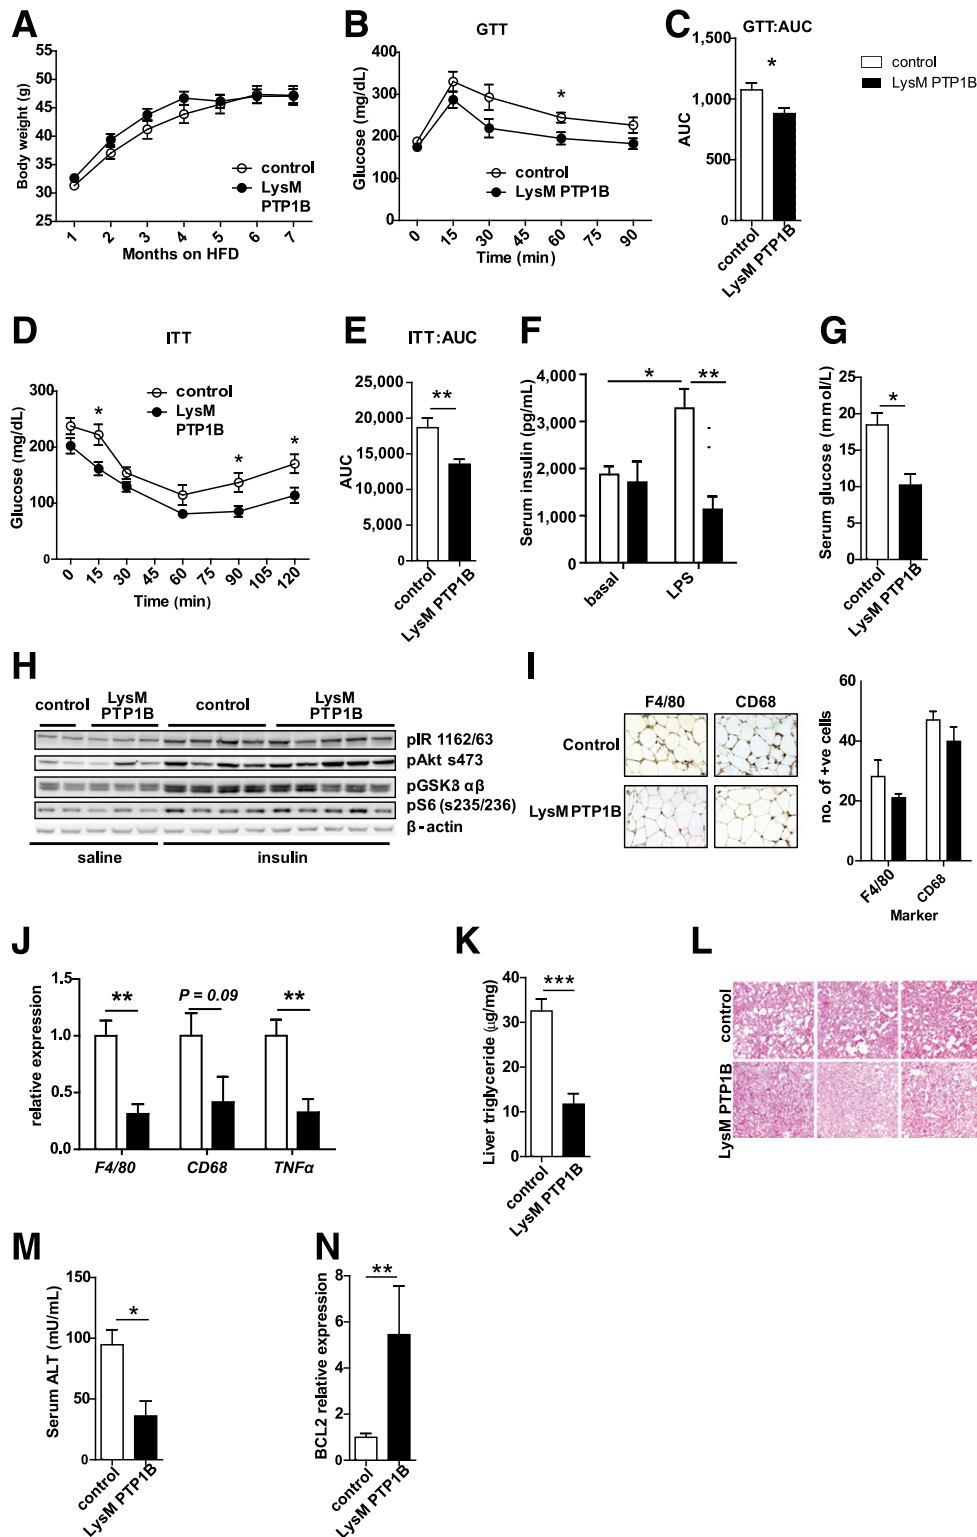 A
Body weight (g)
50
45
40
35
30
25
control
LysM
PTP1B
1 2 3 4 5 6 7
Months on HFD
B
GTT
Glucose (mg/dL)
400
300
200
100
0
*
control
LysM PTP1B
0 15 30 45 60 75 90
Time (min)
C
GTT:AUC
AUC
1,500
1,000
500
0
*
control
LysM PTP1B
control
LysM PTP1B
D
ITT
Glucose (mg/dL)
300
200
100
0
control
LysM
PTP1B
* * *
0 15 30 45 60 75 90 105 120
Time (min)
E
ITT:AUC
AUC
25,000
20,000
15,000
10,000
5,000
0
**
control
LysM PTP1B
F
Serum insulin (pg/mL)
4,000
3,000
2,000
1,000
0
* **
basal
LPS
G
Serum glucose (mmol/L)
25
20
15
10
5
0
*
control
LysM PTP1B
H
control
LysM
PTP1B
control
LysM
PTP1B
pIR 1162/63
pAkt s473
pGSK3 αβ
pS6 (s235/236)
β-actin
saline
insulin
I
F4/80
CD68
Control
LysM PTP1B
no. of +ve cells
60
40
20
0
F4/80
CD68
Marker
J
relative expression
1.5
1.0
0.5
0.0
** P = 0.09 **
F4/80 CD68 TNFα
K
Liver triglyceride (µg/mg)
40
30
20
10
0
***
control
LysM PTP1B
L
control
LysM PTP1B
M
Serum ALT (mU/mL)
150
100
50
0
*
control
LysM PTP1B
N
BCL2 relative expression
8
6
4
2
0
**
control
LysM PTP1B